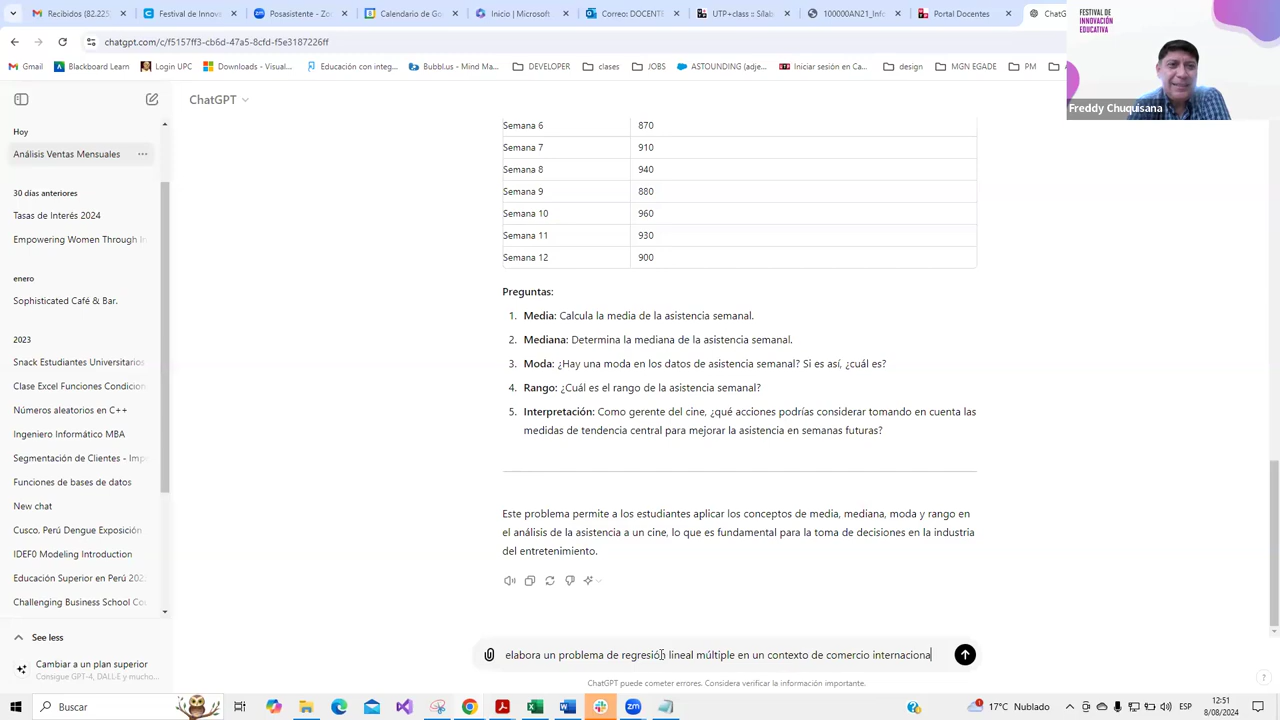 Recibidos (82.225)
Festival de Innov
Posasistente - Zo
Calendario de G
Inicio | Microsoft
Correo: DOCENTE
UTP+class :: Sílab
100000AN21_Info
Portal Docentes
ChatG
chatgpt.com/c/f5157ff3-cb6d-47a5-8cfd-f5e3187226ff
Gmail
Blackboard Learn
Login UPC
Downloads - Visual...
Educación con integ...
Bubbl.us - Mind Ma...
DEVELOPER
clases
JOBS
ASTOUNDING (adje...
Iniciar sesión en Ca...
design
MGN EGADE
PM
FESTIVAL DE
INNOVACIÓN
EDUCATIVA
Freddy Chuquisana
ChatGPT
Hoy
Análisis Ventas Mensuales
30 días anteriores
Tasas de Interés 2024
Empowering Women Through In
enero
Sophisticated Café & Bar.
2023
Snack Estudiantes Universitarios
Clase Excel Funciones Condicion
Números aleatorios en C++
Ingeniero Informático MBA
Segmentación de Clientes - Imp
Funciones de bases de datos
New chat
Cusco, Perú Dengue Exposición
IDEF0 Modeling Introduction
Educación Superior en Perú 202
Challenging Business School Cou
See less
Cambiar a un plan superior
Consigue GPT-4, DALL·E y mucho...
Semana 6 870
Semana 7 910
Semana 8 940
Semana 9 880
Semana 10 960
Semana 11 930
Semana 12 900
Preguntas:
1. Media: Calcula la media de la asistencia semanal.
2. Mediana: Determina la mediana de la asistencia semanal.
3. Moda: ¿Hay una moda en los datos de asistencia semanal? Si es así, ¿cuál es?
4. Rango: ¿Cuál es el rango de la asistencia semanal?
5. Interpretación: Como gerente del cine, ¿qué acciones podrías considerar tomando en cuenta las
medidas de tendencia central para mejorar la asistencia en semanas futuras?
Este problema permite a los estudiantes aplicar los conceptos de media, mediana, moda y rango en
el análisis de la asistencia a un cine, lo que es fundamental para la toma de decisiones en la industria
del entretenimiento.
elabora un problema de regresión lineal múltiple en un contexto de comercio internaciona
ChatGPT puede cometer errores. Considera verificar la información importante.
Buscar
17°C Nublado
ESP
12:51
8/08/2024